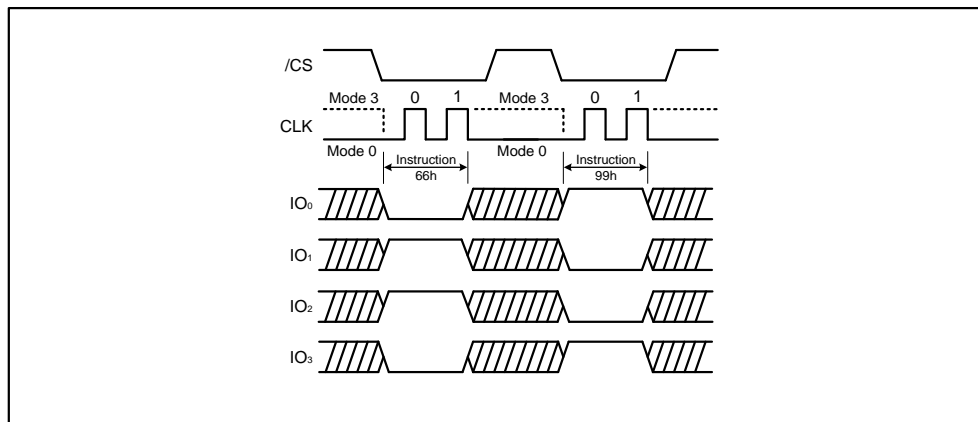 /CS
Mode 3 0 1 Mode 3 0 1
CLK
Mode 0 Mode 0
Instruction Instruction
66h 99h
IO₀
IO₁
IO₂
IO₃